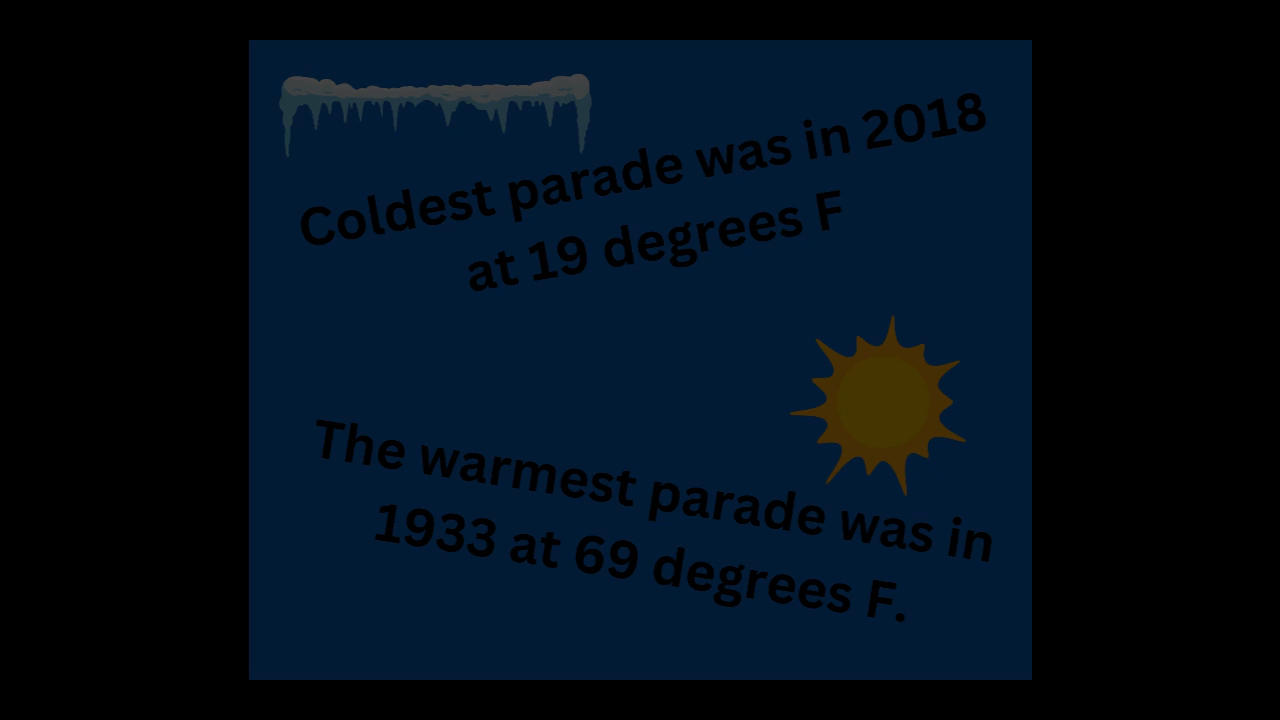 Coldest parade was in 2018
at 19 degrees F
The warmest parade was in
1933 at 69 degrees F.